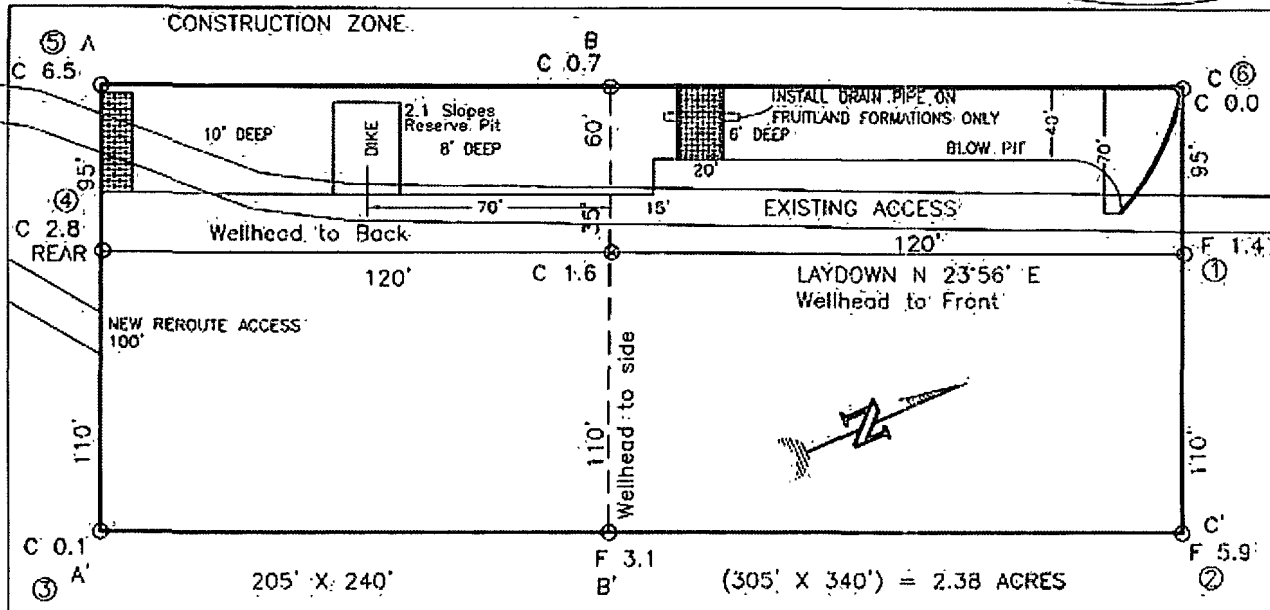 CONSTRUCTION ZONE
⑤ A
B
C 6.5
C 0.7
C ⑥
C 0.0
INSTALL DRAIN PIPE ON
FRUITLAND FORMATIONS ONLY
2.1 Slopes
Reserve Pit
10" DEEP
DIKE
8" DEEP
60'
6' DEEP
40'
BLOW PIT
70'
95'
95'
20'
④
70'
35'
15'
EXISTING ACCESS
C 2.8
REAR
Wellhead to Back
120'
F 1.4
①
120'
C 1.6
LAYDOWN N 23°56' E
Wellhead to Front
NEW REROUTE ACCESS
100'
Wellhead to side
N
110'
110'
110'
C 0.1
A'
③
F 3.1
B'
C'
F 5.9
②
205' X 240'
(305' X 340') = 2.38 ACRES